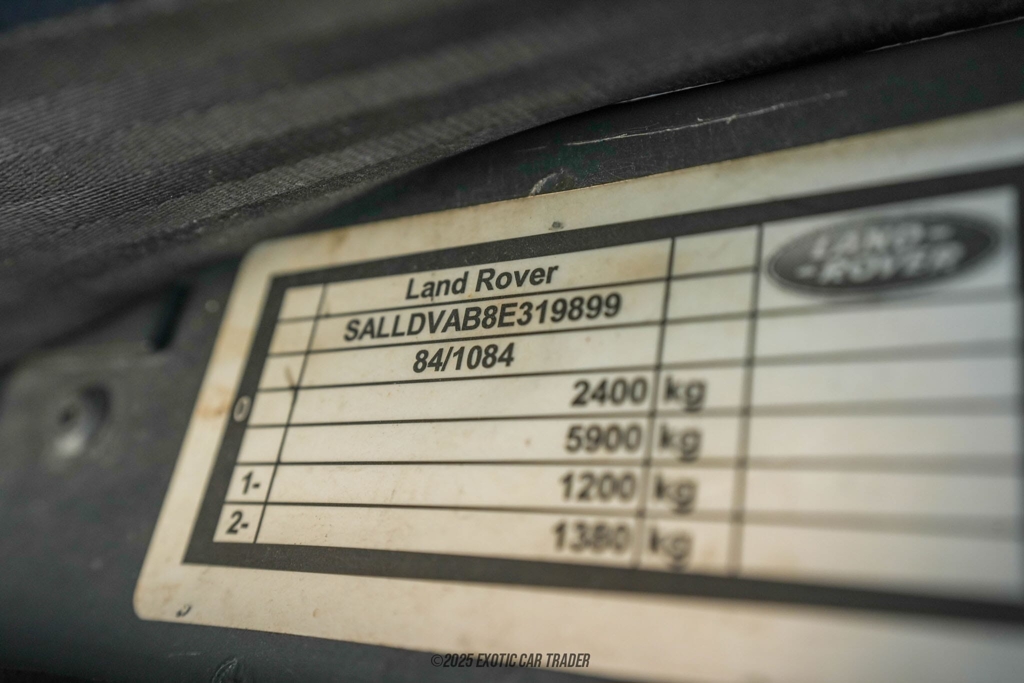 Land Rover
LAND-
-ROVER
SALLDVAB8E319899
84/1084
2400 kg
5900 kg
1- 1200 kg
2- 1380 kg
©2025 EXOTIC CAR TRADER